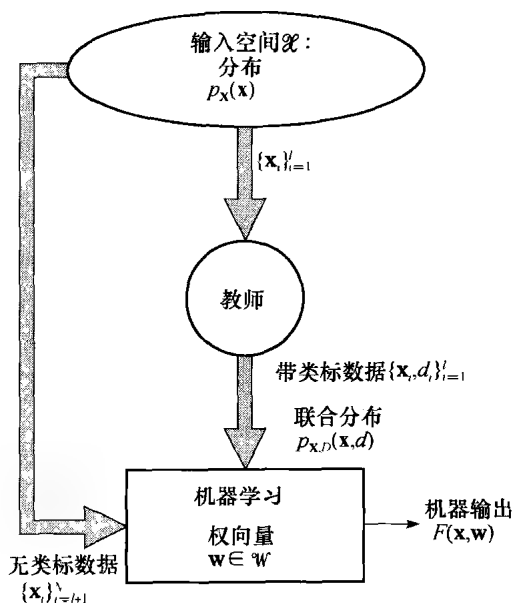 输入空间𝒳：
分布
p_X(x)
{x_i}_{i=1}^l
教师
带类标数据{x_i,d_i}_{i=1}^l
联合分布
p_{X,D}(x,d)
机器学习
权向量
w∈𝒲
机器输出
F(x,w)
无类标数据
{x_i}_{i=l+1}^N